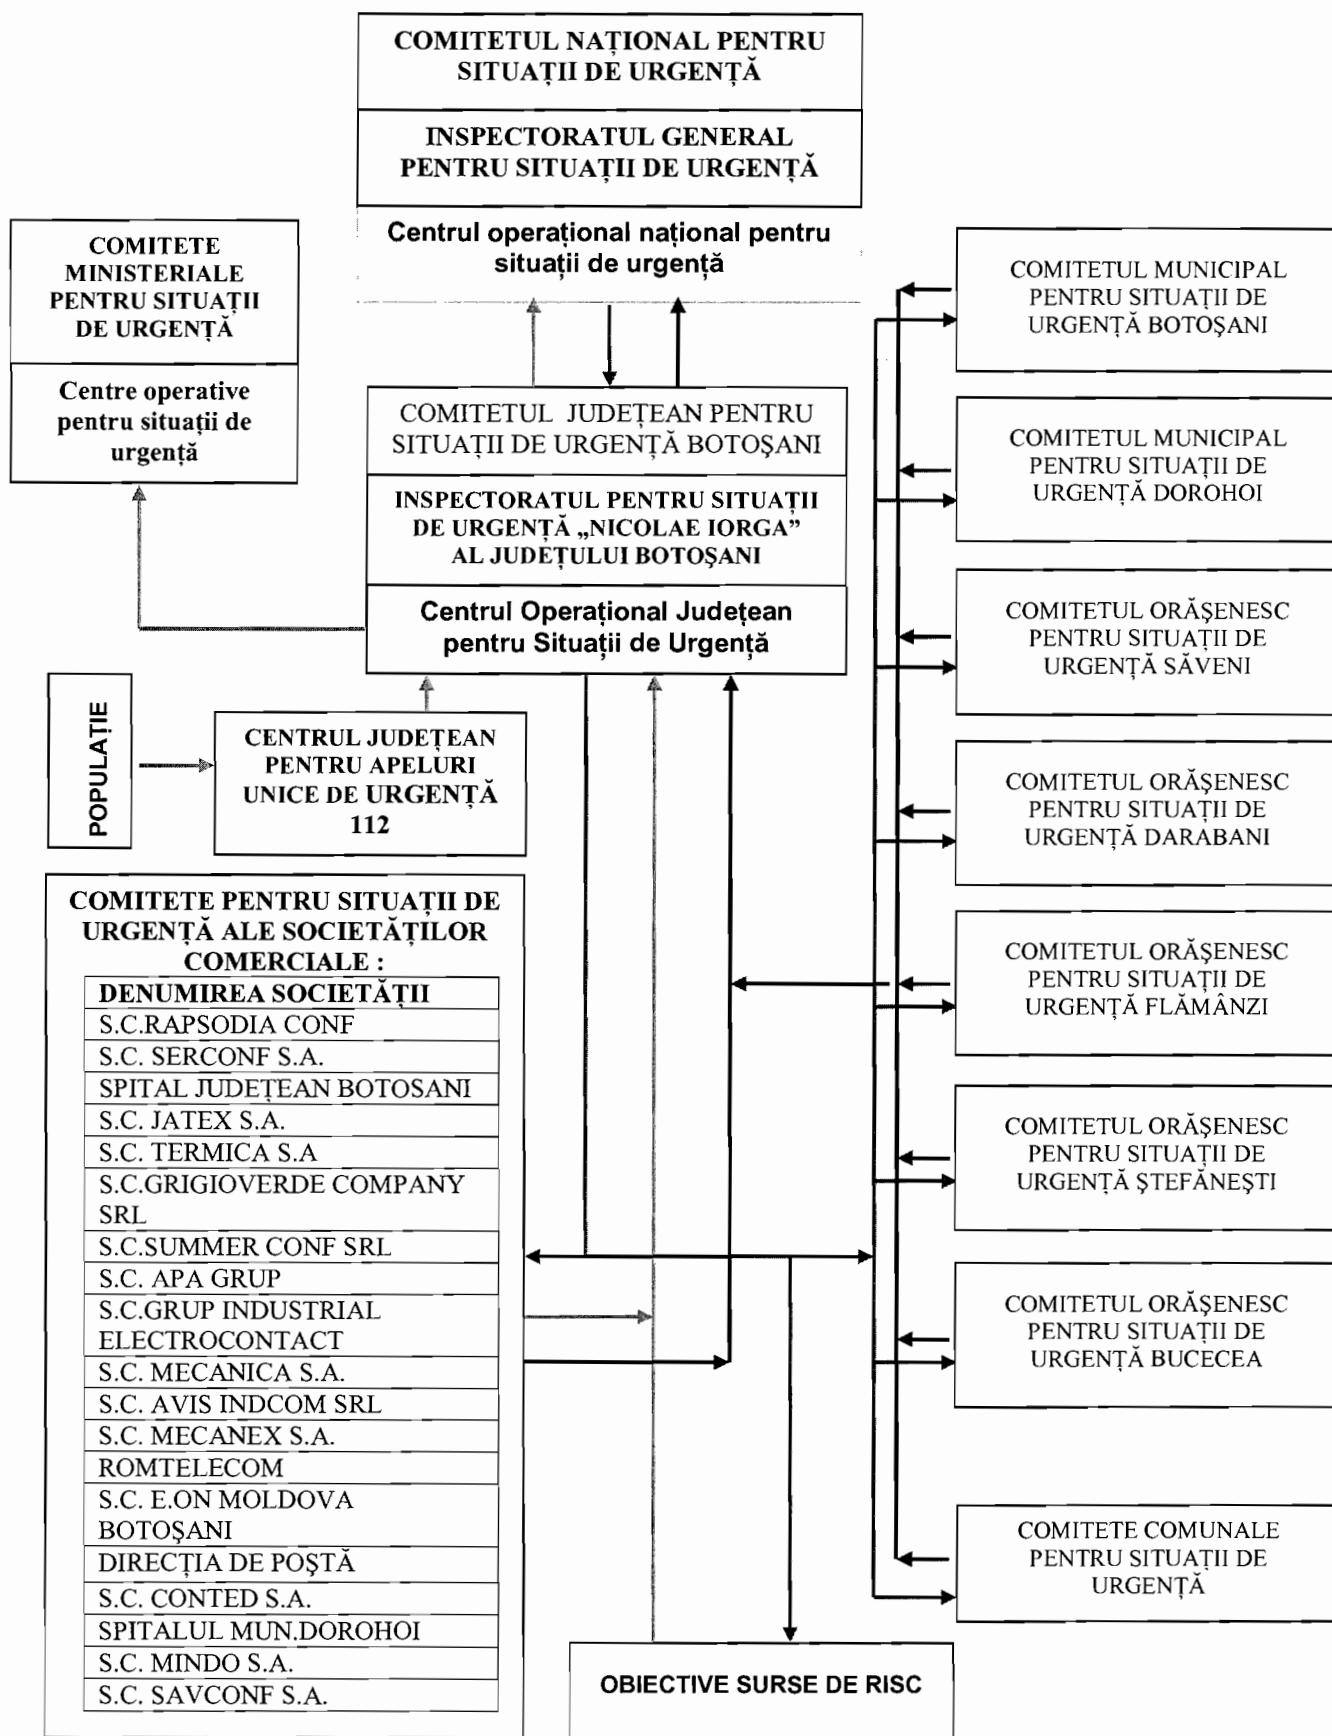 COMITETUL NAȚIONAL PENTRU
SITUAȚII DE URGENȚĂ
INSPECTORATUL GENERAL
PENTRU SITUAȚII DE URGENȚĂ
Centrul operațional național pentru
situații de urgență
COMITETE
MINISTERIALE
PENTRU SITUAȚII
DE URGENȚĂ
Centre operative
pentru situații de
urgență
COMITETUL JUDEȚEAN PENTRU
SITUAȚII DE URGENȚĂ BOTOȘANI
INSPECTORATUL PENTRU SITUAȚII
DE URGENȚĂ „NICOLAE IORGA”
AL JUDEȚULUI BOTOȘANI
Centrul Operațional Județean
pentru Situații de Urgență
POPULAȚIE
CENTRUL JUDEȚEAN
PENTRU APELURI
UNICE DE URGENȚĂ
112
COMITETE PENTRU SITUAȚII DE
URGENȚĂ ALE SOCIETĂȚILOR
COMERCIALE :
DENUMIREA SOCIETĂȚII
S.C.RAPSODIA CONF
S.C. SERCONF S.A.
SPITAL JUDEȚEAN BOTOSANI
S.C. JATEX S.A.
S.C. TERMICA S.A
S.C.GRIGIOVERDE COMPANY
SRL
S.C.SUMMER CONF SRL
S.C. APA GRUP
S.C.GRUP INDUSTRIAL
ELECTROCONTACT
S.C. MECANICA S.A.
S.C. AVIS INDCOM SRL
S.C. MECANEX S.A.
ROMTELECOM
S.C. E.ON MOLDOVA
BOTOȘANI
DIRECȚIA DE POȘTĂ
S.C. CONTED S.A.
SPITALUL MUN.DOROHOI
S.C. MINDO S.A.
S.C. SAVCONF S.A.
OBIECTIVE SURSE DE RISC
COMITETUL MUNICIPAL
PENTRU SITUAȚII DE
URGENȚĂ BOTOȘANI
COMITETUL MUNICIPAL
PENTRU SITUAȚII DE
URGENȚĂ DOROHOI
COMITETUL ORĂȘENESC
PENTRU SITUAȚII DE
URGENȚĂ SĂVENI
COMITETUL ORĂȘENESC
PENTRU SITUAȚII DE
URGENȚĂ DARABANI
COMITETUL ORĂȘENESC
PENTRU SITUAȚII DE
URGENȚĂ FLĂMÂNZI
COMITETUL ORĂȘENESC
PENTRU SITUAȚII DE
URGENȚĂ ȘTEFĂNEȘTI
COMITETUL ORĂȘENESC
PENTRU SITUAȚII DE
URGENȚĂ BUCECEA
COMITETE COMUNALE
PENTRU SITUAȚII DE
URGENȚĂ